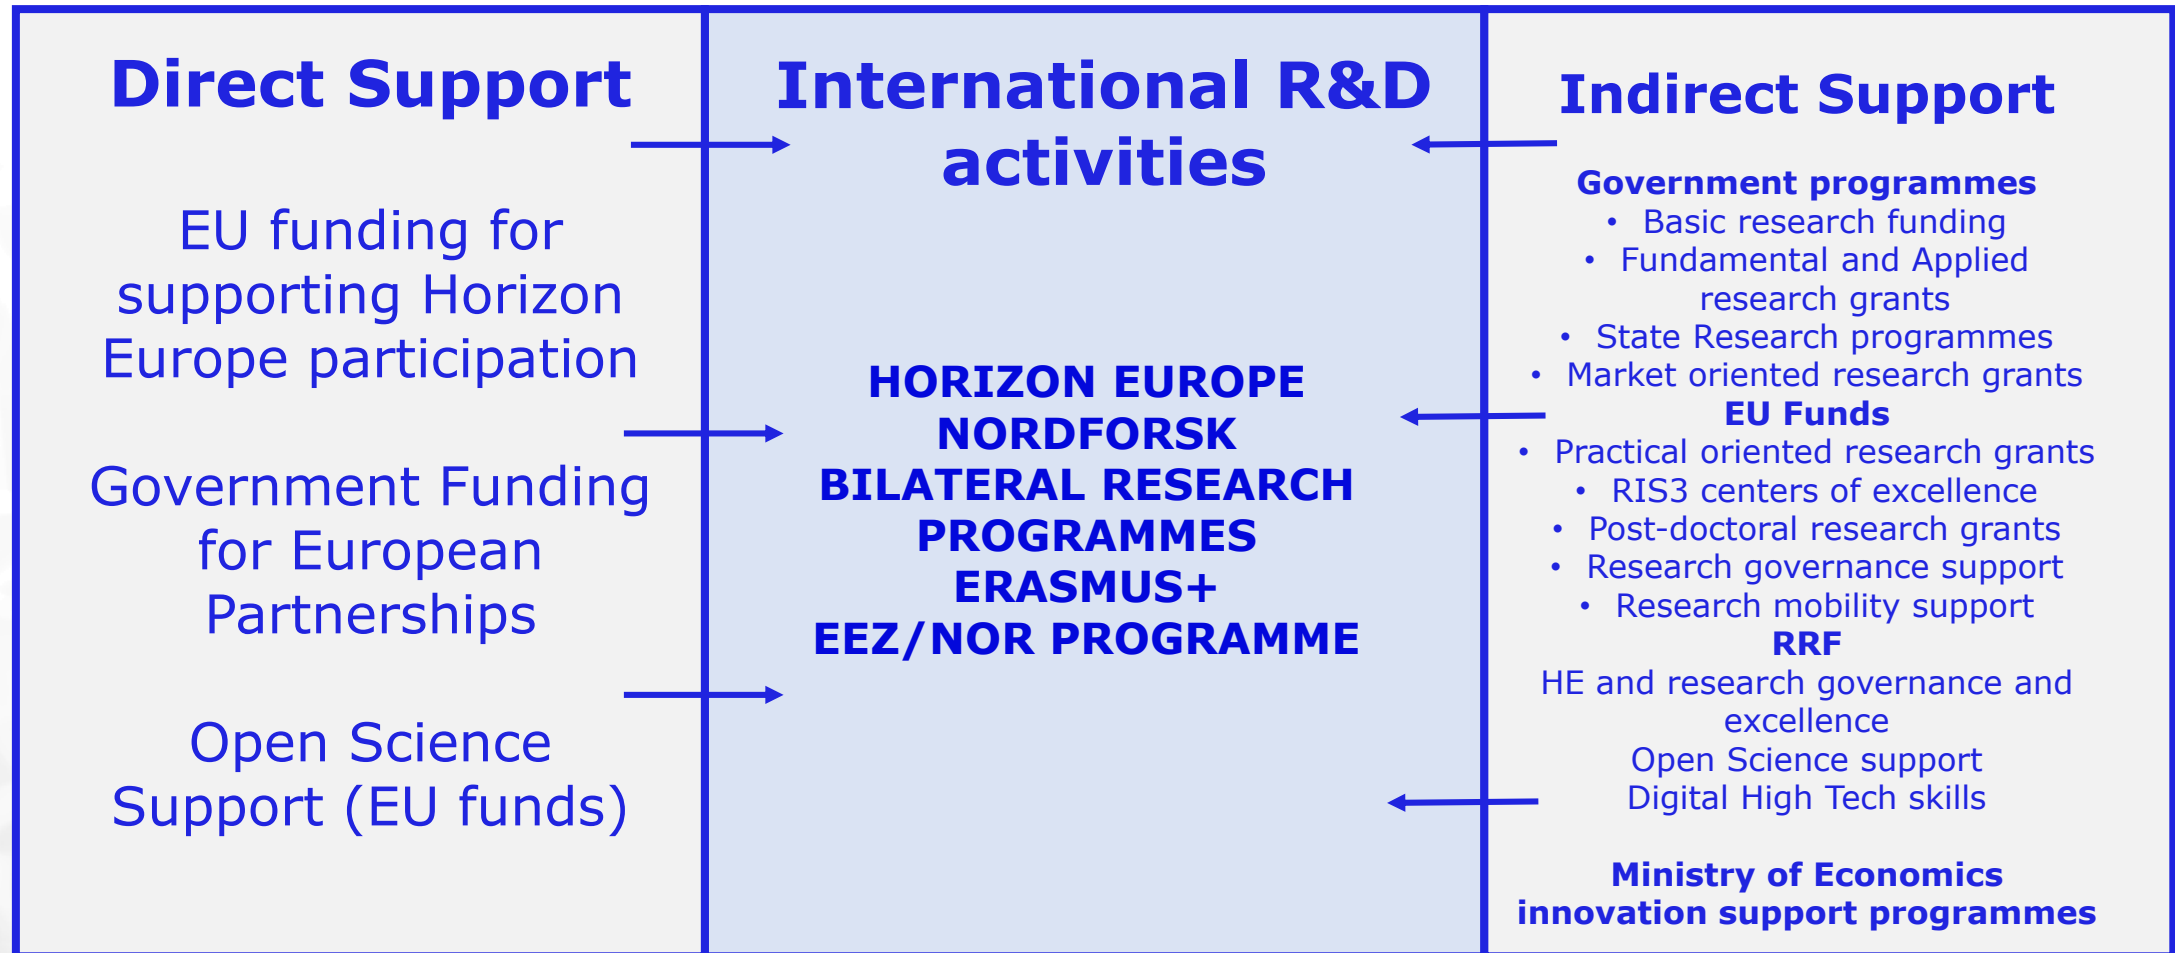 Direct Support
EU funding for
supporting Horizon
Europe participation
Government Funding
for European
Partnerships
Open Science
Support (EU funds)
International R&D
activities
HORIZON EUROPE
NORDFORSK
BILATERAL RESEARCH
PROGRAMMES
ERASMUS+
EEZ/NOR PROGRAMME
Indirect Support
Government programmes
• Basic research funding
• Fundamental and Applied
research grants
• State Research programmes
• Market oriented research grants
EU Funds
• Practical oriented research grants
• RIS3 centers of excellence
• Post-doctoral research grants
• Research governance support
• Research mobility support
RRF
HE and research governance and
excellence
Open Science support
Digital High Tech skills
Ministry of Economics
innovation support programmes